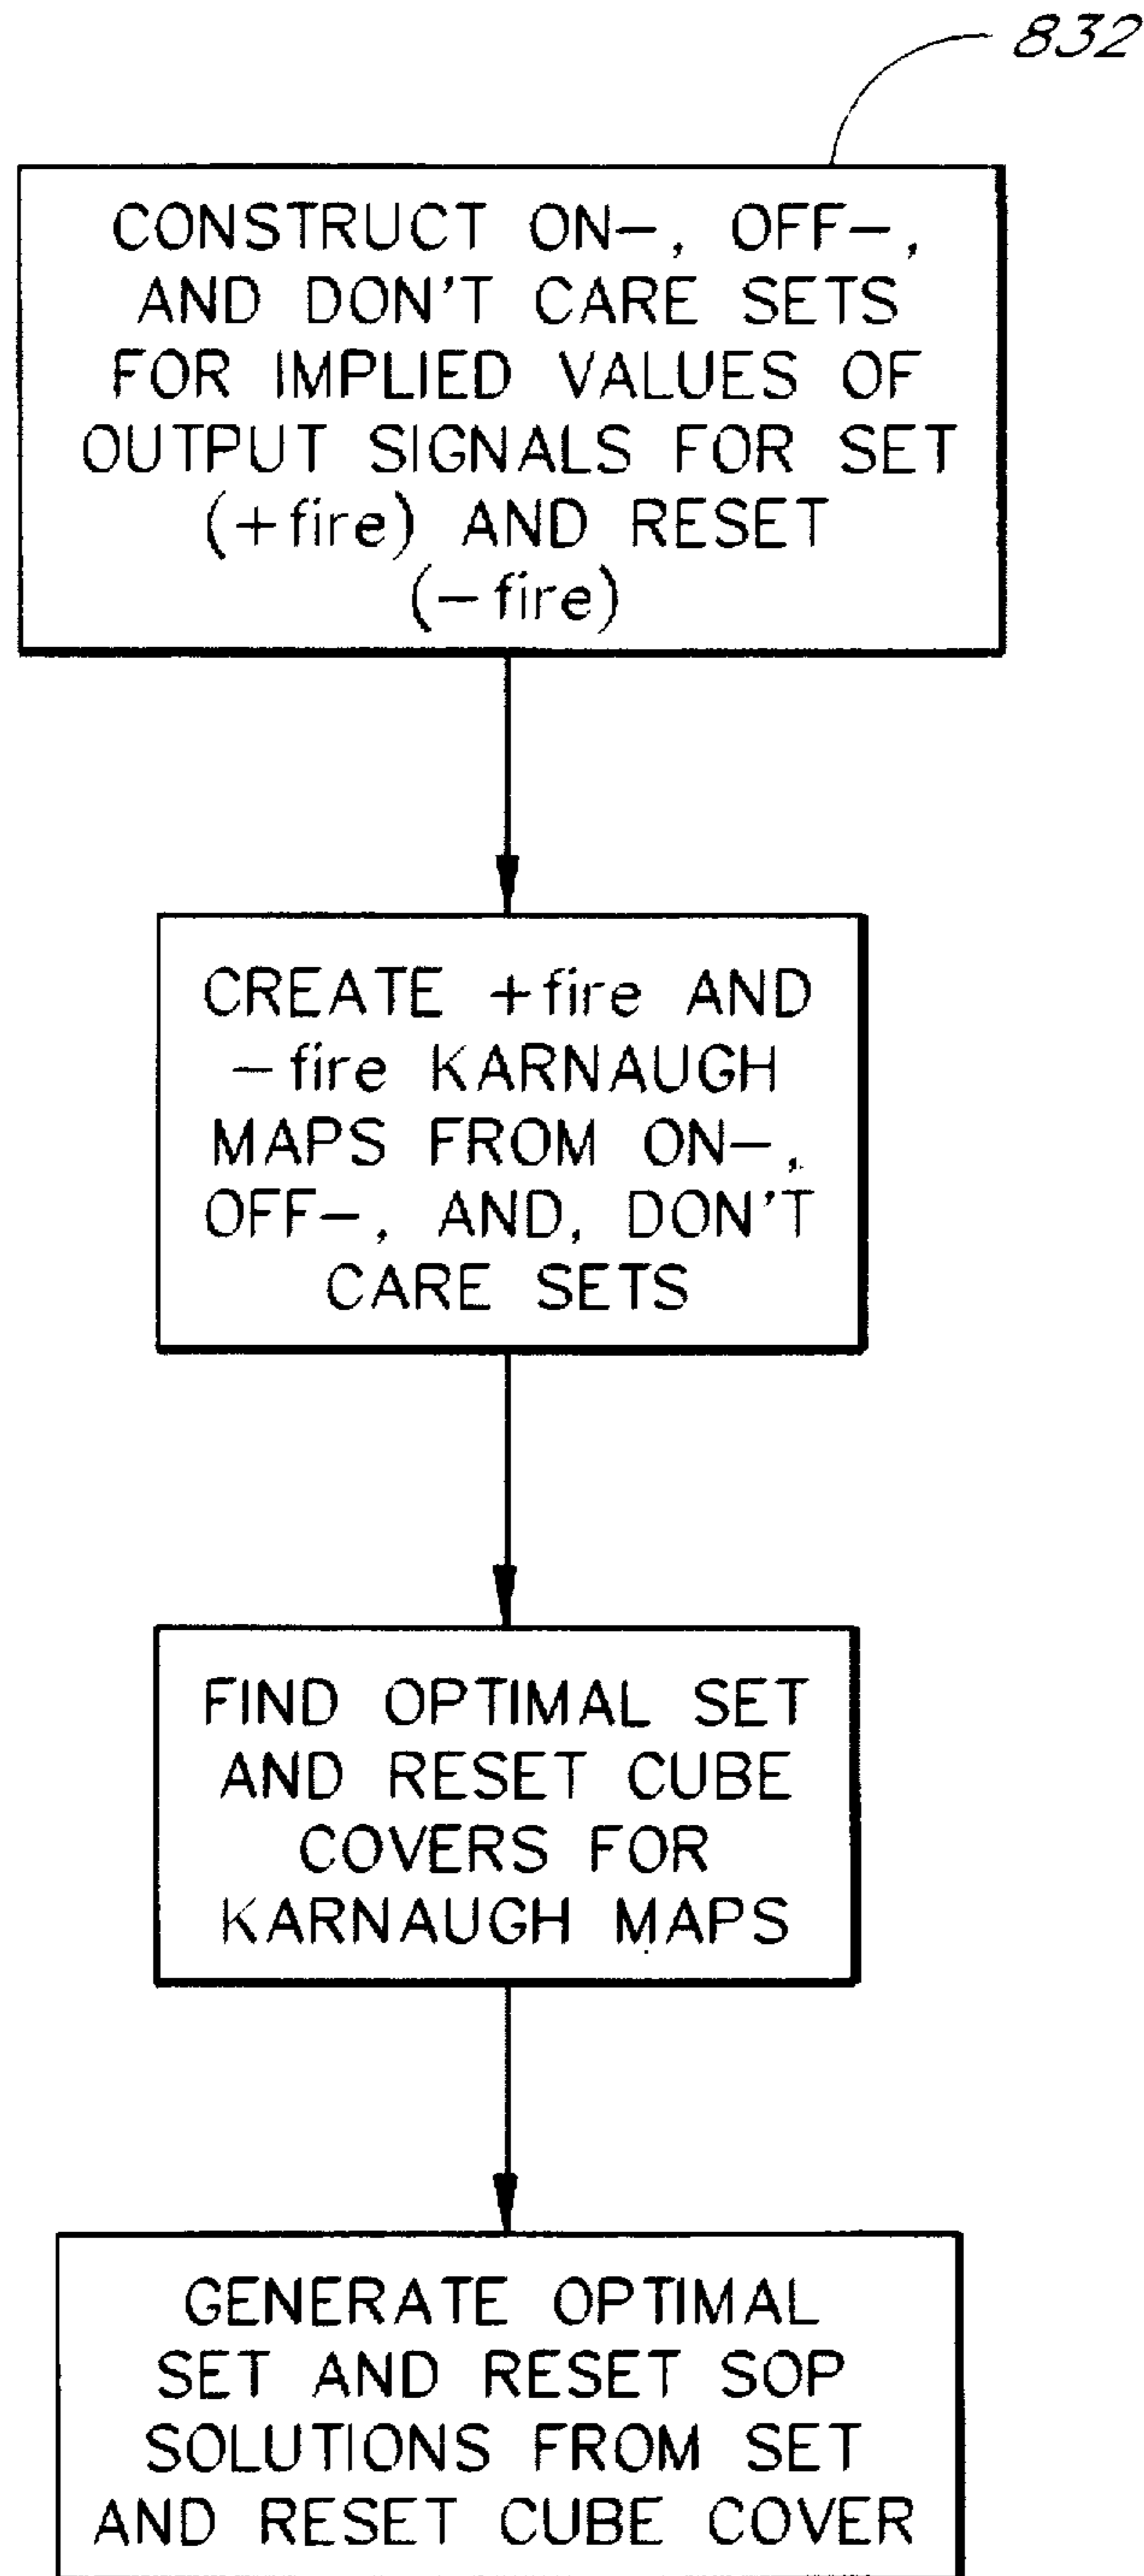 832
CONSTRUCT ON–, OFF–,
AND DON'T CARE SETS
FOR IMPLIED VALUES OF
OUTPUT SIGNALS FOR SET
(+fire) AND RESET
(–fire)
CREATE +fire AND
–fire KARNAUGH
MAPS FROM ON–,
OFF–, AND, DON'T
CARE SETS
FIND OPTIMAL SET
AND RESET CUBE
COVERS FOR
KARNAUGH MAPS
GENERATE OPTIMAL
SET AND RESET SOP
SOLUTIONS FROM SET
AND RESET CUBE COVER